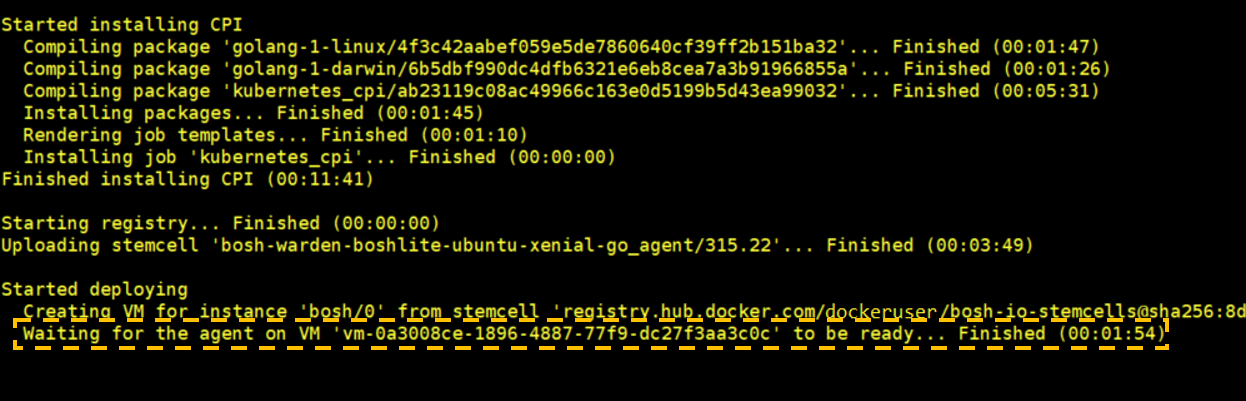 Started installing CPI
Compiling package 'golang-1-linux/4f3c42aabef059e5de7860640cf39ff2b151ba32'... Finished (00:01:47)
Compiling package 'golang-1-darwin/6b5dbf990dc4dfb6321e6eb8cea7a3b91966855a'... Finished (00:01:26)
Compiling package 'kubernetes_cpi/ab23119c08ac49966c163e0d5199b5d43ea99032'... Finished (00:05:31)
Installing packages... Finished (00:01:45)
Rendering job templates... Finished (00:01:10)
Installing job 'kubernetes_cpi'... Finished (00:00:00)
Finished installing CPI (00:11:41)
Starting registry... Finished (00:00:00)
Uploading stemcell 'bosh-warden-boshlite-ubuntu-xenial-go_agent/315.22'... Finished (00:03:49)
Started deploying
Creating VM for instance 'bosh/0' from stemcell 'registry.hub.docker.com/dockeruser/bosh-io-stemcells@sha256:8d
Waiting for the agent on VM 'vm-0a3008ce-1896-4887-77f9-dc27f3aa3c0c' to be ready... Finished (00:01:54)